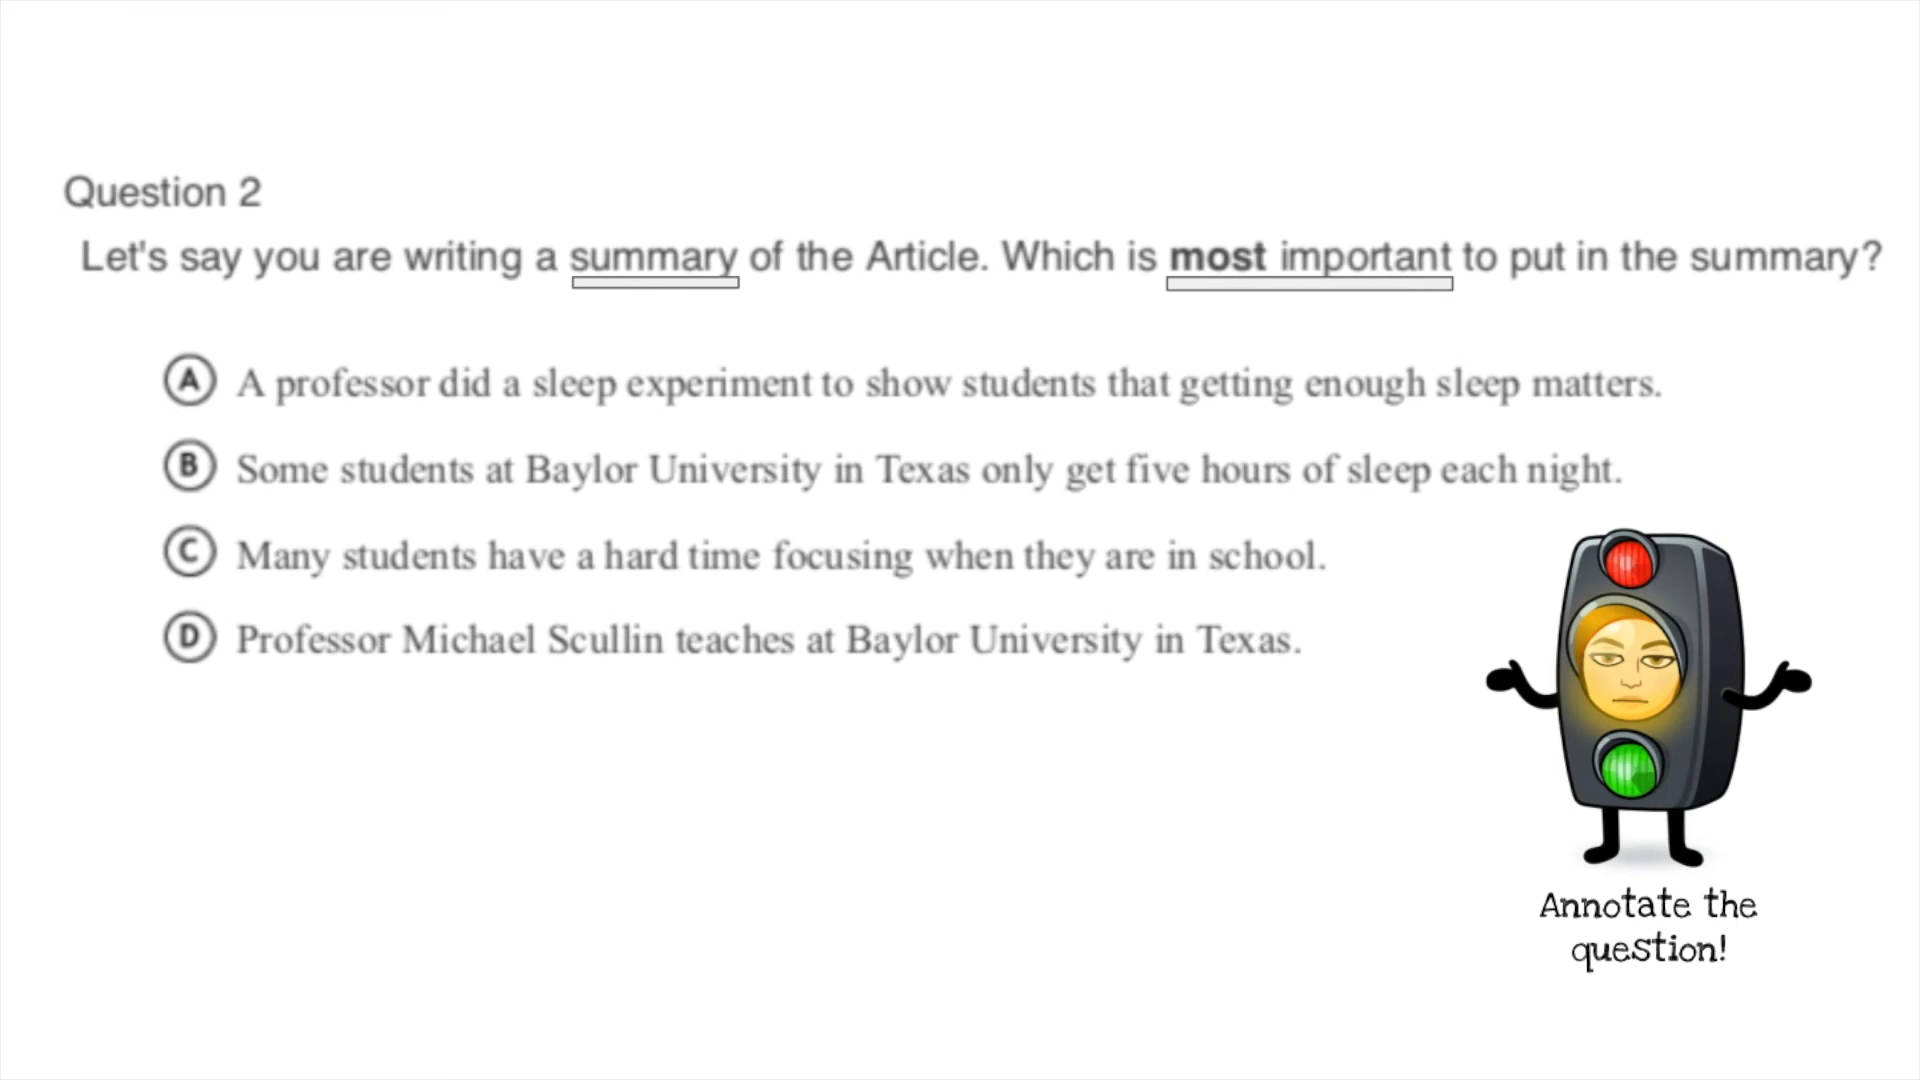 Question 2
Let's say you are writing a summary of the Article. Which is most important to put in the summary?
A A professor did a sleep experiment to show students that getting enough sleep matters.
B Some students at Baylor University in Texas only get five hours of sleep each night.
C Many students have a hard time focusing when they are in school.
D Professor Michael Scullin teaches at Baylor University in Texas.
Annotate the
question!